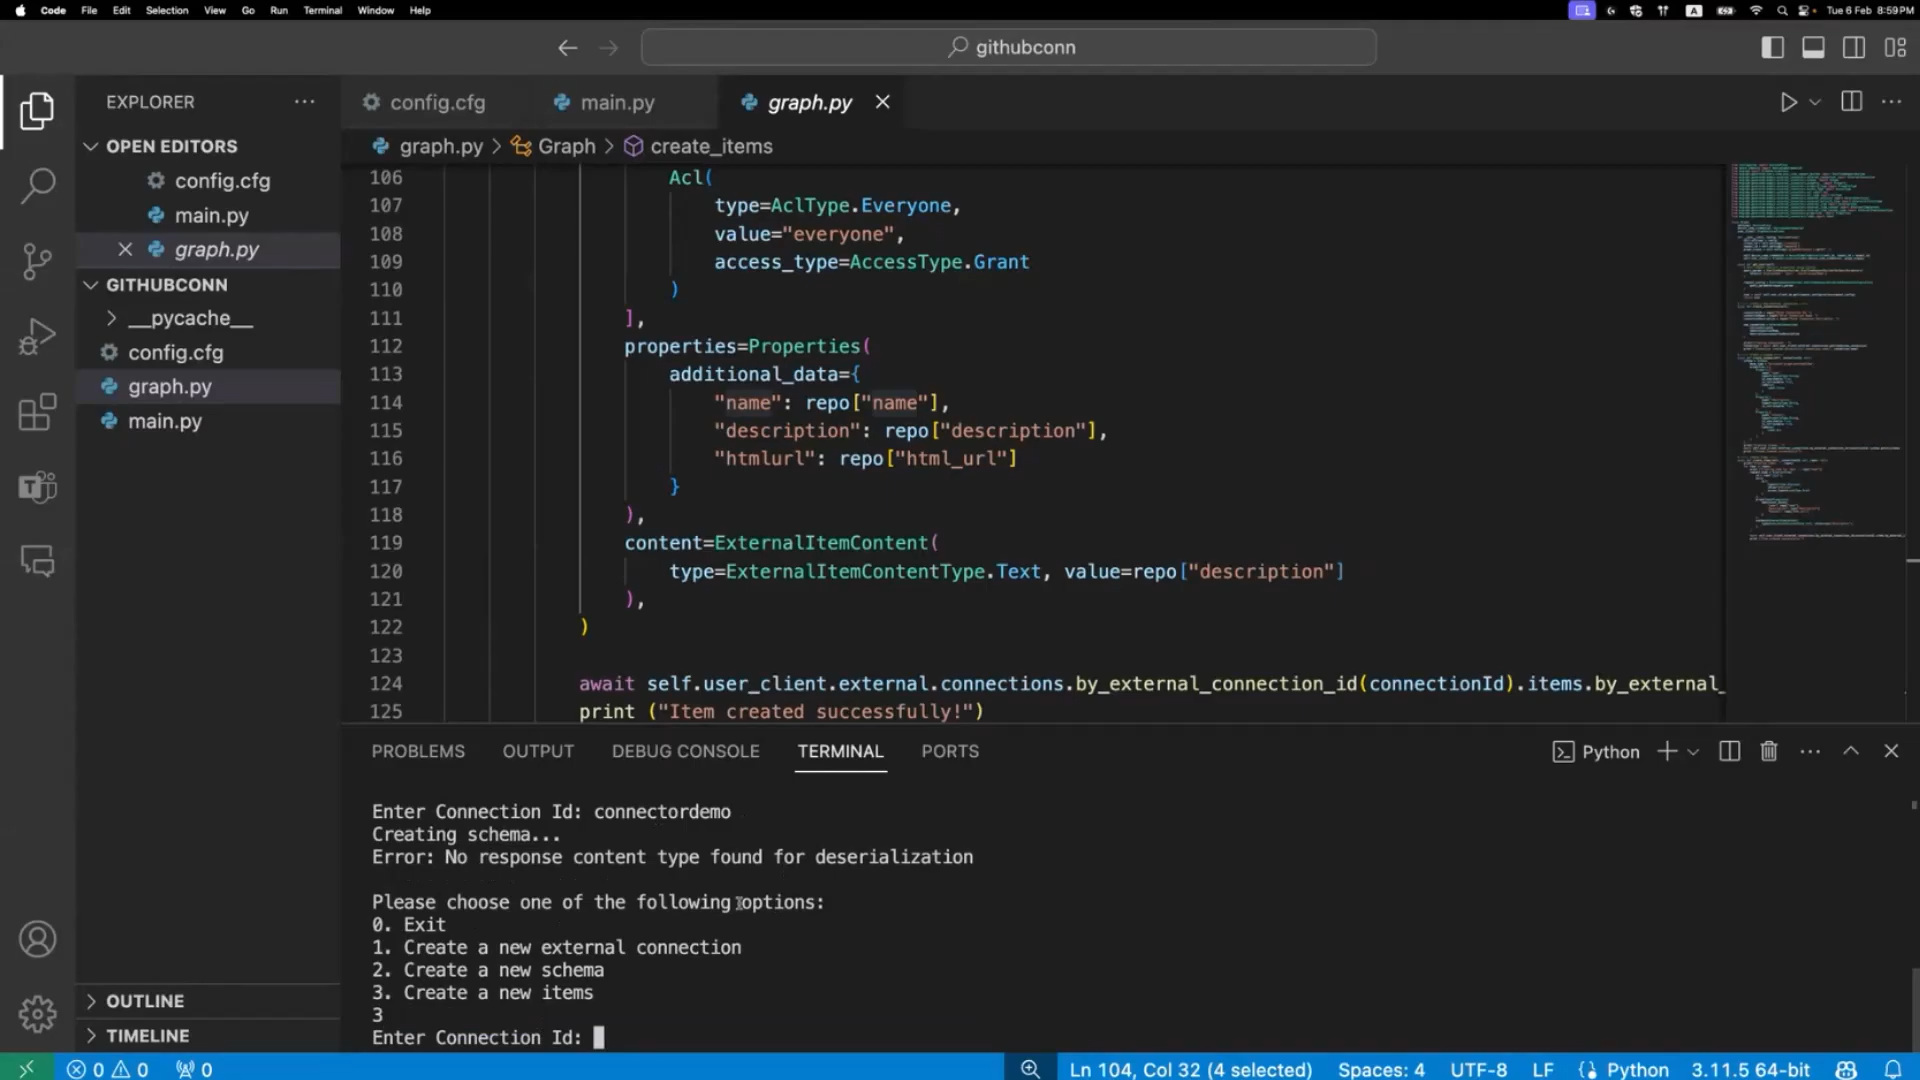 Code File Edit Selection View Go Run Terminal Window Help
A Tue 6 Feb 8:59 PM
githubconn
EXPLORER
OPEN EDITORS
config.cfg
main.py
graph.py
GITHUBCONN
__pycache__
config.cfg
graph.py
main.py
OUTLINE
TIMELINE
config.cfg main.py graph.py
graph.py > Graph > create_items
106 Acl(
107 type=AclType.Everyone,
108 value="everyone",
109 access_type=AccessType.Grant
110 )
111 ],
112 properties=Properties(
113 additional_data={
114 "name": repo["name"],
115 "description": repo["description"],
116 "htmlurl": repo["html_url"]
117 }
118 ),
119 content=ExternalItemContent(
120 type=ExternalItemContentType.Text, value=repo["description"]
121 ),
122 )
123
124 await self.user_client.external.connections.by_external_connection_id(connectionId).items.by_external_
125 print ("Item created successfully!")
PROBLEMS OUTPUT DEBUG CONSOLE TERMINAL PORTS
Python
Enter Connection Id: connectordemo
Creating schema...
Error: No response content type found for deserialization
Please choose one of the following options:
0. Exit
1. Create a new external connection
2. Create a new schema
3. Create a new items
3
Enter Connection Id:
0 0 0 Ln 104, Col 32 (4 selected) Spaces: 4 UTF-8 LF Python 3.11.5 64-bit